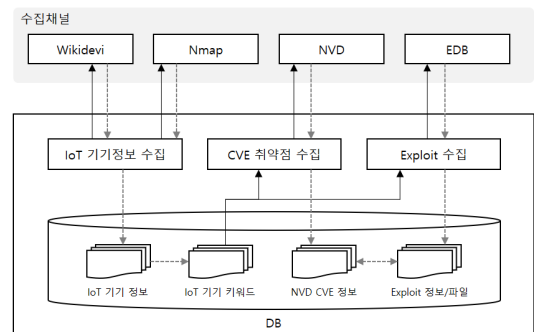 수집채널
Wikidevi Nmap NVD EDB
IoT 기기정보 수집 CVE 취약점 수집 Exploit 수집
IoT 기기 정보 IoT 기기 키워드 NVD CVE 정보 Exploit 정보/파일
DB